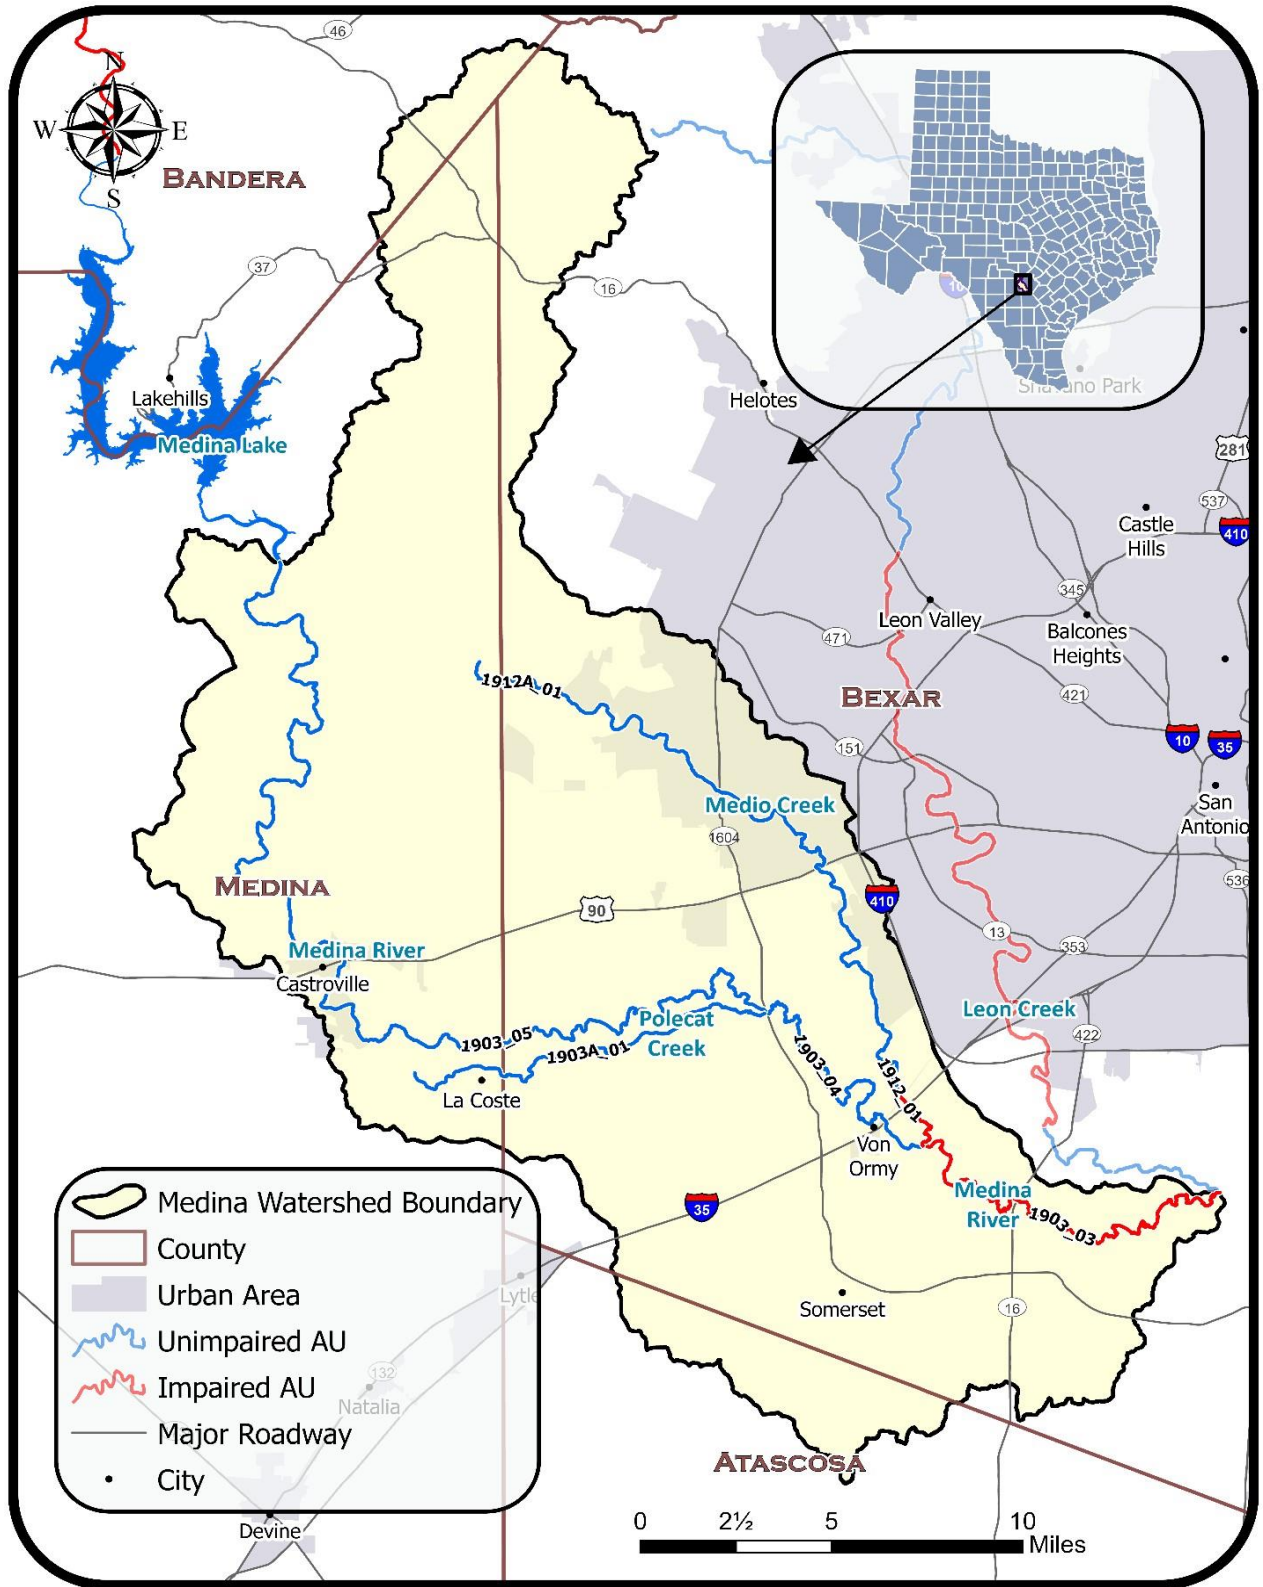 46
N
W
E
S
BANDERA
37
16
10
Shavano Park
Lakehills
Helotes
Medina Lake
281
537
410
Castle
Hills
345
Leon Valley
471
Balcones
Heights
1912A_01
BEXAR
421
151
10
35
Medio Creek
San
Antonio
1604
536
MEDINA
410
90
13
353
Medina River
Castroville
Leon Creek
Polecat
Creek
422
1903_05
1903A_01
1903_04
1912_01
La Coste
Von
Ormy
Medina
River
1903_03
35
Medina Watershed Boundary
County
Urban Area
Unimpaired AU
Impaired AU
Major Roadway
City
Lytle
132
Natalia
Somerset
16
ATASCOSA
Devine
0
2½
5
10
Miles